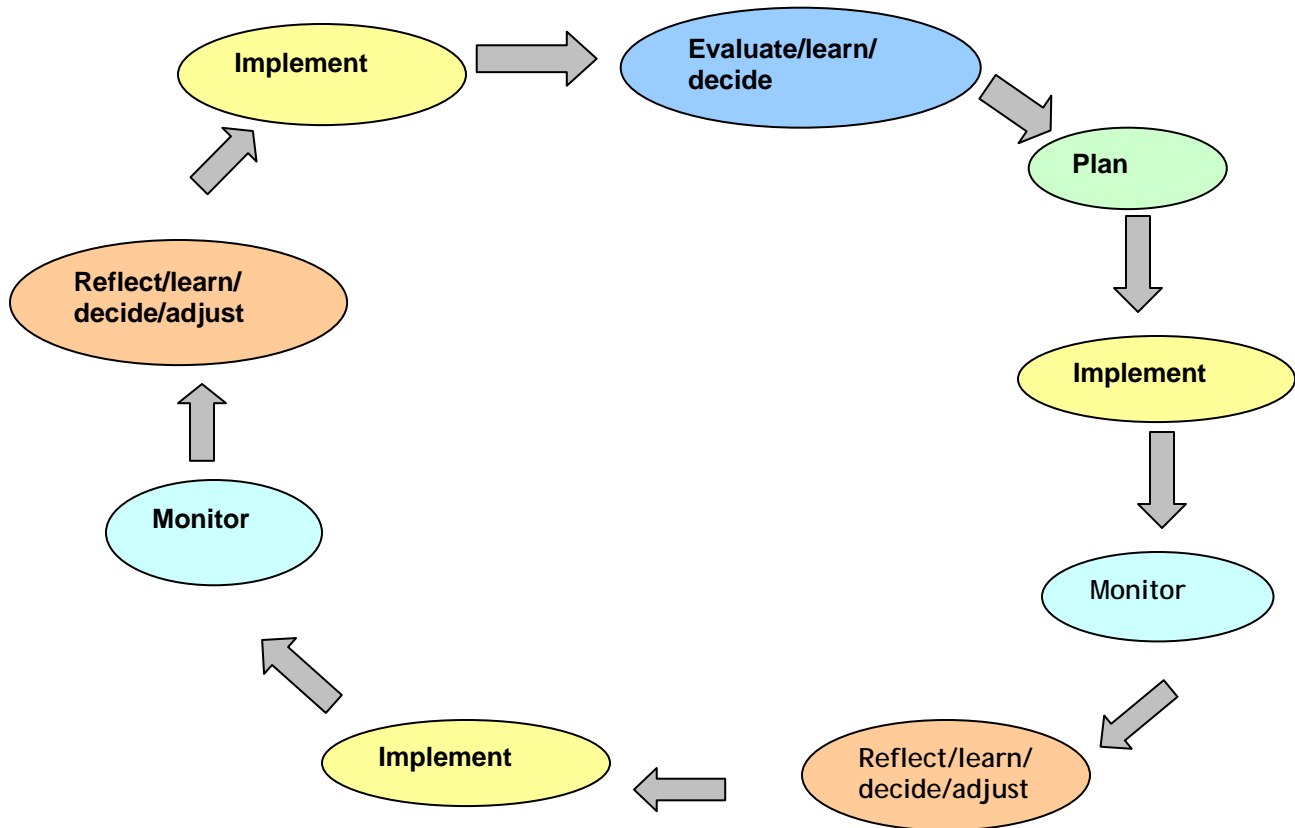 Implement
Evaluate/learn/
decide
Plan
Implement
Monitor
Reflect/learn/
decide/adjust
Implement
Monitor
Reflect/learn/
decide/adjust